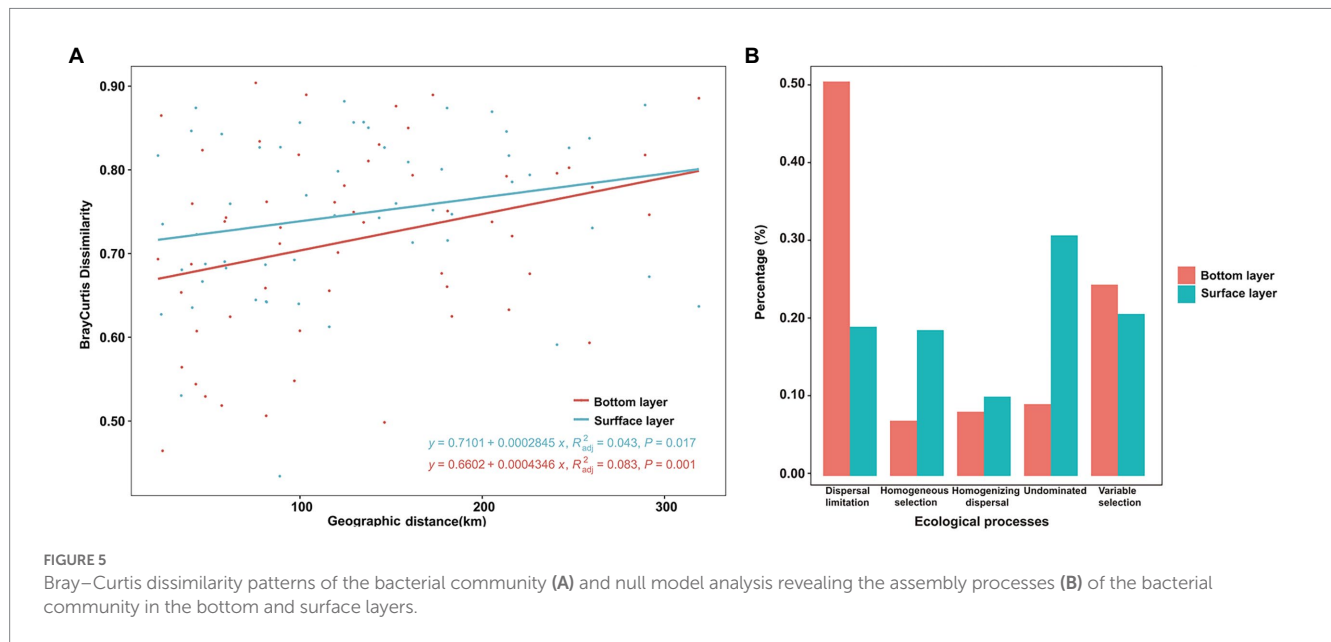 A
BrayCurtis Dissimilarity
0.90
0.80
0.70
0.60
0.50
Bottom layer
Surfface layer
y = 0.7101 + 0.0002845 x, R²adj = 0.043, P = 0.017
y = 0.6602 + 0.0004346 x, R²adj = 0.083, P = 0.001
100
200
300
Geographic distance(km)
B
Percentage (%)
0.50
0.40
0.30
0.20
0.10
0.00
Dispersal
limitation
Homogeneous
selection
Homogenizing
dispersal
Undominated
Variable
selection
Ecological processes
Bottom layer
Surface layer
FIGURE 5
Bray–Curtis dissimilarity patterns of the bacterial community (A) and null model analysis revealing the assembly processes (B) of the bacterial
community in the bottom and surface layers.